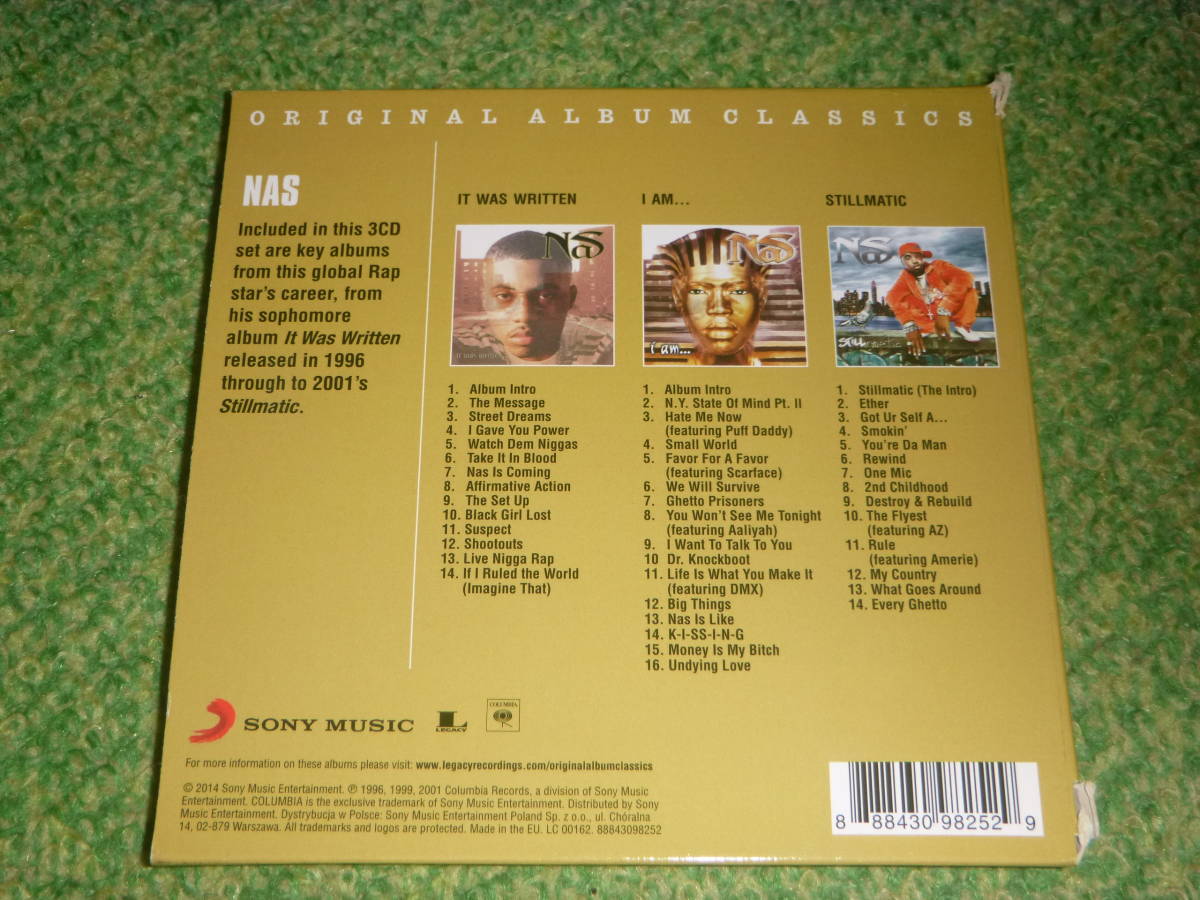 ORIGINAL ALBUM CLASSICS
NAS
Included in this 3CD
set are key albums
from this global Rap
star's career, from
his sophomore
album It Was Written
released in 1996
through to 2001's
Stillmatic.
IT WAS WRITTEN
NaS
IT WAS WRITTEN
1. Album Intro
2. The Message
3. Street Dreams
4. I Gave You Power
5. Watch Dem Niggas
6. Take It In Blood
7. Nas Is Coming
8. Affirmative Action
9. The Set Up
10. Black Girl Lost
11. Suspect
12. Shootouts
13. Live Nigga Rap
14. If I Ruled the World
(Imagine That)
I AM...
NaS
i am...
1. Album Intro
2. N.Y. State Of Mind Pt. II
3. Hate Me Now
(featuring Puff Daddy)
4. Small World
5. Favor For A Favor
(featuring Scarface)
6. We Will Survive
7. Ghetto Prisoners
8. You Won't See Me Tonight
(featuring Aaliyah)
9. I Want To Talk To You
10 Dr. Knockboot
11. Life Is What You Make It
(featuring DMX)
12. Big Things
13. Nas Is Like
14. K-I-SS-I-N-G
15. Money Is My Bitch
16. Undying Love
STILLMATIC
NaS
STILLmatic
1. Stillmatic (The Intro)
2. Ether
3. Got Ur Self A...
4. Smokin'
5. You're Da Man
6. Rewind
7. One Mic
8. 2nd Childhood
9. Destroy & Rebuild
10. The Flyest
(featuring AZ)
11. Rule
(featuring Amerie)
12. My Country
13. What Goes Around
14. Every Ghetto
SONY MUSIC
L
LEGACY
COLUMBIA
For more information on these albums please visit: www.legacyrecordings.com/originalalbumclassics
© 2014 Sony Music Entertainment. ℗ 1996, 1999, 2001 Columbia Records, a division of Sony Music
Entertainment. COLUMBIA is the exclusive trademark of Sony Music Entertainment. Distributed by Sony
Music Entertainment. Dystrybucja w Polsce: Sony Music Entertainment Poland Sp. z o.o., ul. Chóralna
14, 02-879 Warszawa. All trademarks and logos are protected. Made in the EU. LC 00162. 88843098252
8 88430 98252 9